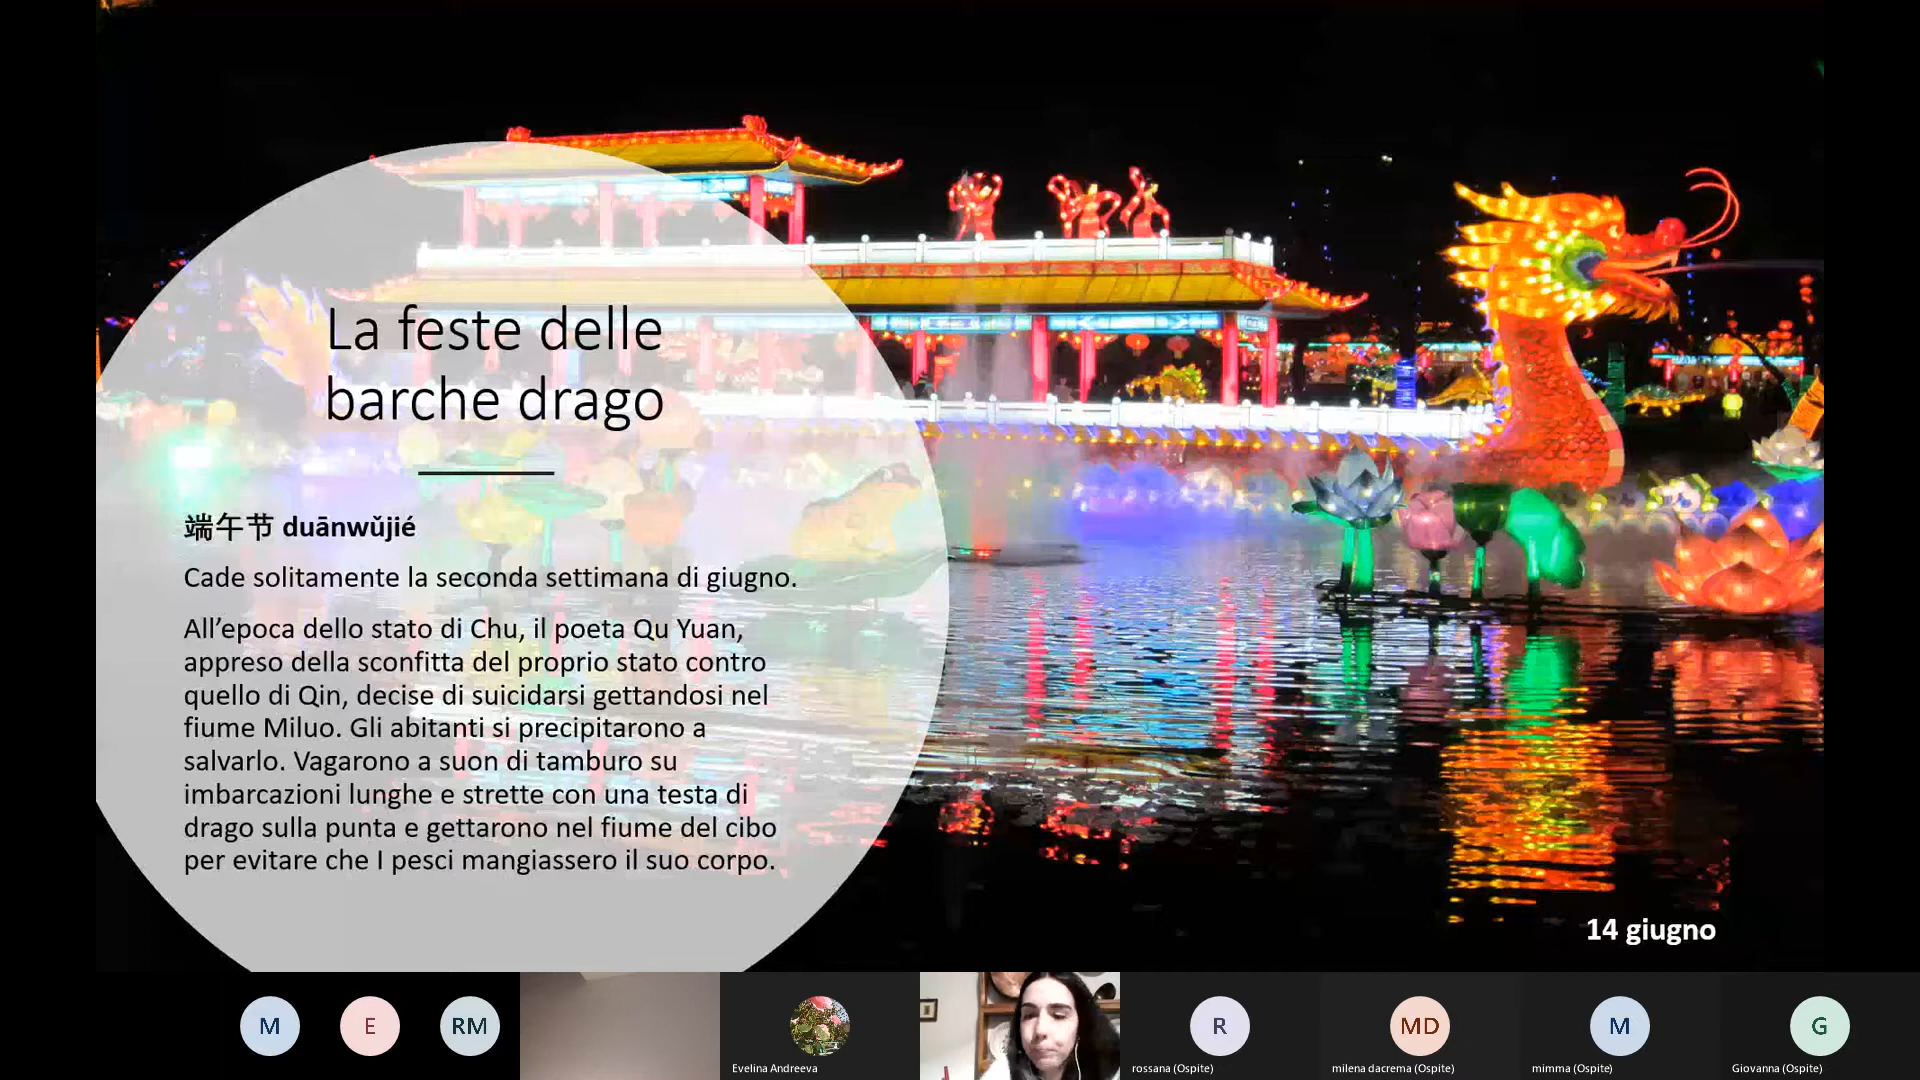 La feste delle
barche drago
端午节 duānwǔjié
Cade solitamente la seconda settimana di giugno.
All’epoca dello stato di Chu, il poeta Qu Yuan,
appreso della sconfitta del proprio stato contro
quello di Qin, decise di suicidarsi gettandosi nel
fiume Miluo. Gli abitanti si precipitarono a
salvarlo. Vagarono a suon di tamburo su
imbarcazioni lunghe e strette con una testa di
drago sulla punta e gettarono nel fiume del cibo
per evitare che I pesci mangiassero il suo corpo.
14 giugno
M
E
RM
Evelina Andreeva
R
rossana (Ospite)
MD
milena dacrema (Ospite)
M
mimma (Ospite)
G
Giovanna (Ospite)